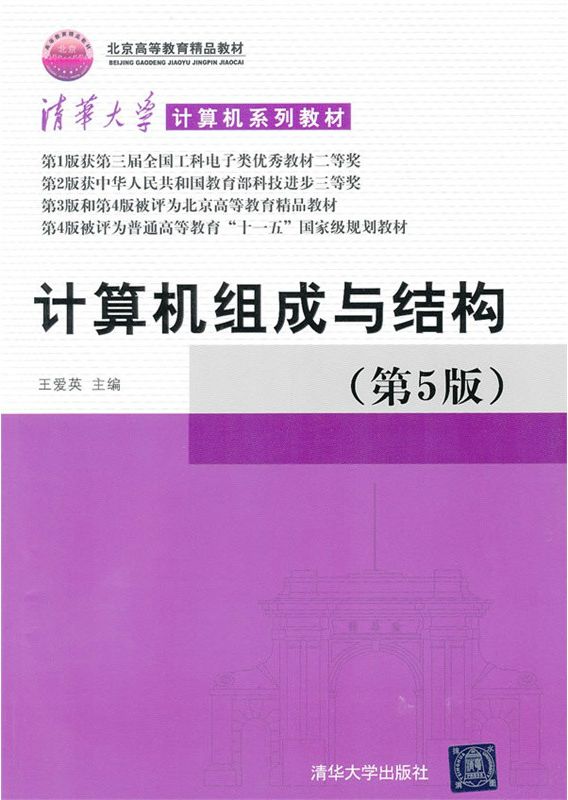 北京高等教育精品教材
BEIJING GAODENG JIAOYU JINGPIN JIAOCAI
北京
清华大学 计算机系列教材
第1版获第三届全国工科电子类优秀教材二等奖
第2版获中华人民共和国教育部科技进步三等奖
第3版和第4版被评为北京高等教育精品教材
第4版被评为普通高等教育“十一五”国家级规划教材
计算机组成与结构
(第5版)
王爱英 主编
清华大学出版社